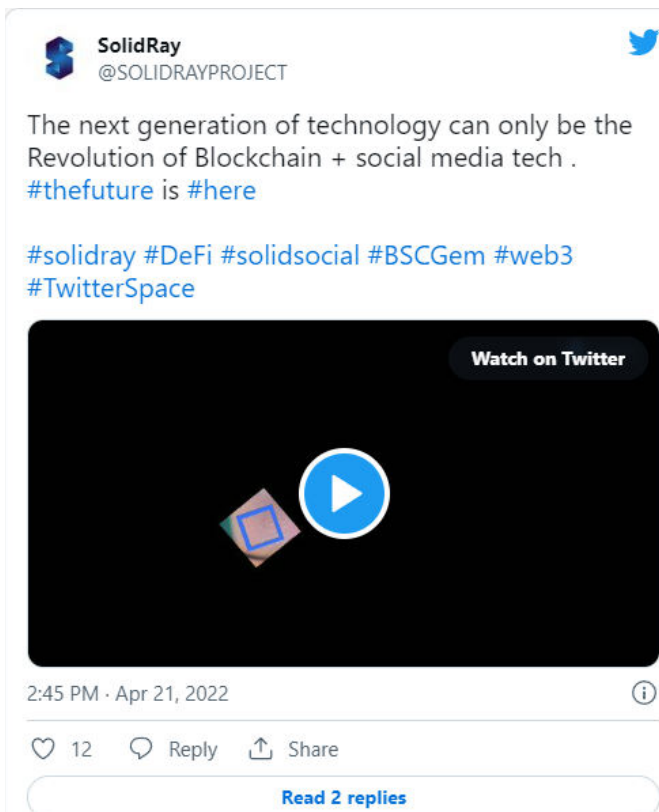 SolidRay
@SOLIDRAYPROJECT
The next generation of technology can only be the
Revolution of Blockchain + social media tech .
#thefuture is #here
#solidray #DeFi #solidsocial #BSCGem #web3
#TwitterSpace
Watch on Twitter
2:45 PM · Apr 21, 2022
12 Reply Share
Read 2 replies